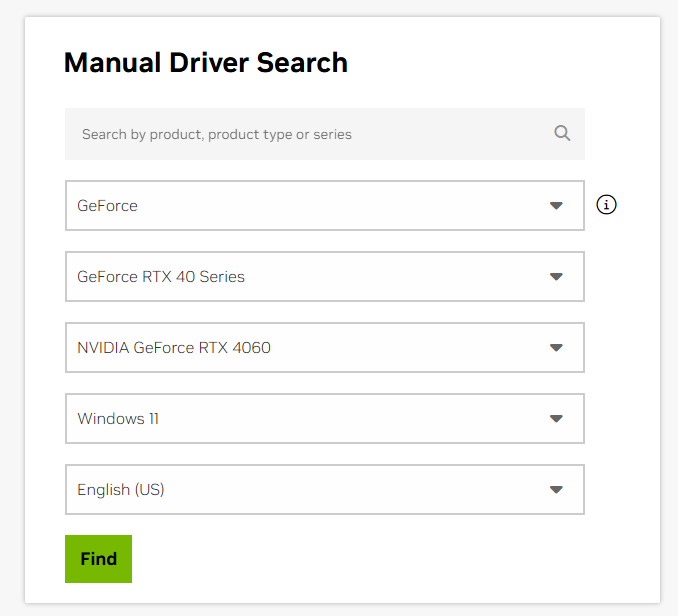 Manual Driver Search
Search by product, product type or series
GeForce
GeForce RTX 40 Series
NVIDIA GeForce RTX 4060
Windows 11
English (US)
Find